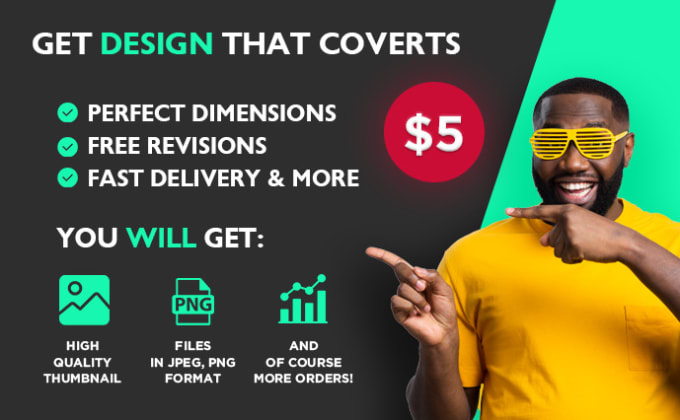 GET DESIGN THAT COVERTS
PERFECT DIMENSIONS
FREE REVISIONS
FAST DELIVERY & MORE
$5
YOU WILL GET:
HIGH
QUALITY
THUMBNAIL
PNG
FILES
IN JPEG, PNG
FORMAT
AND
OF COURSE
MORE ORDERS!